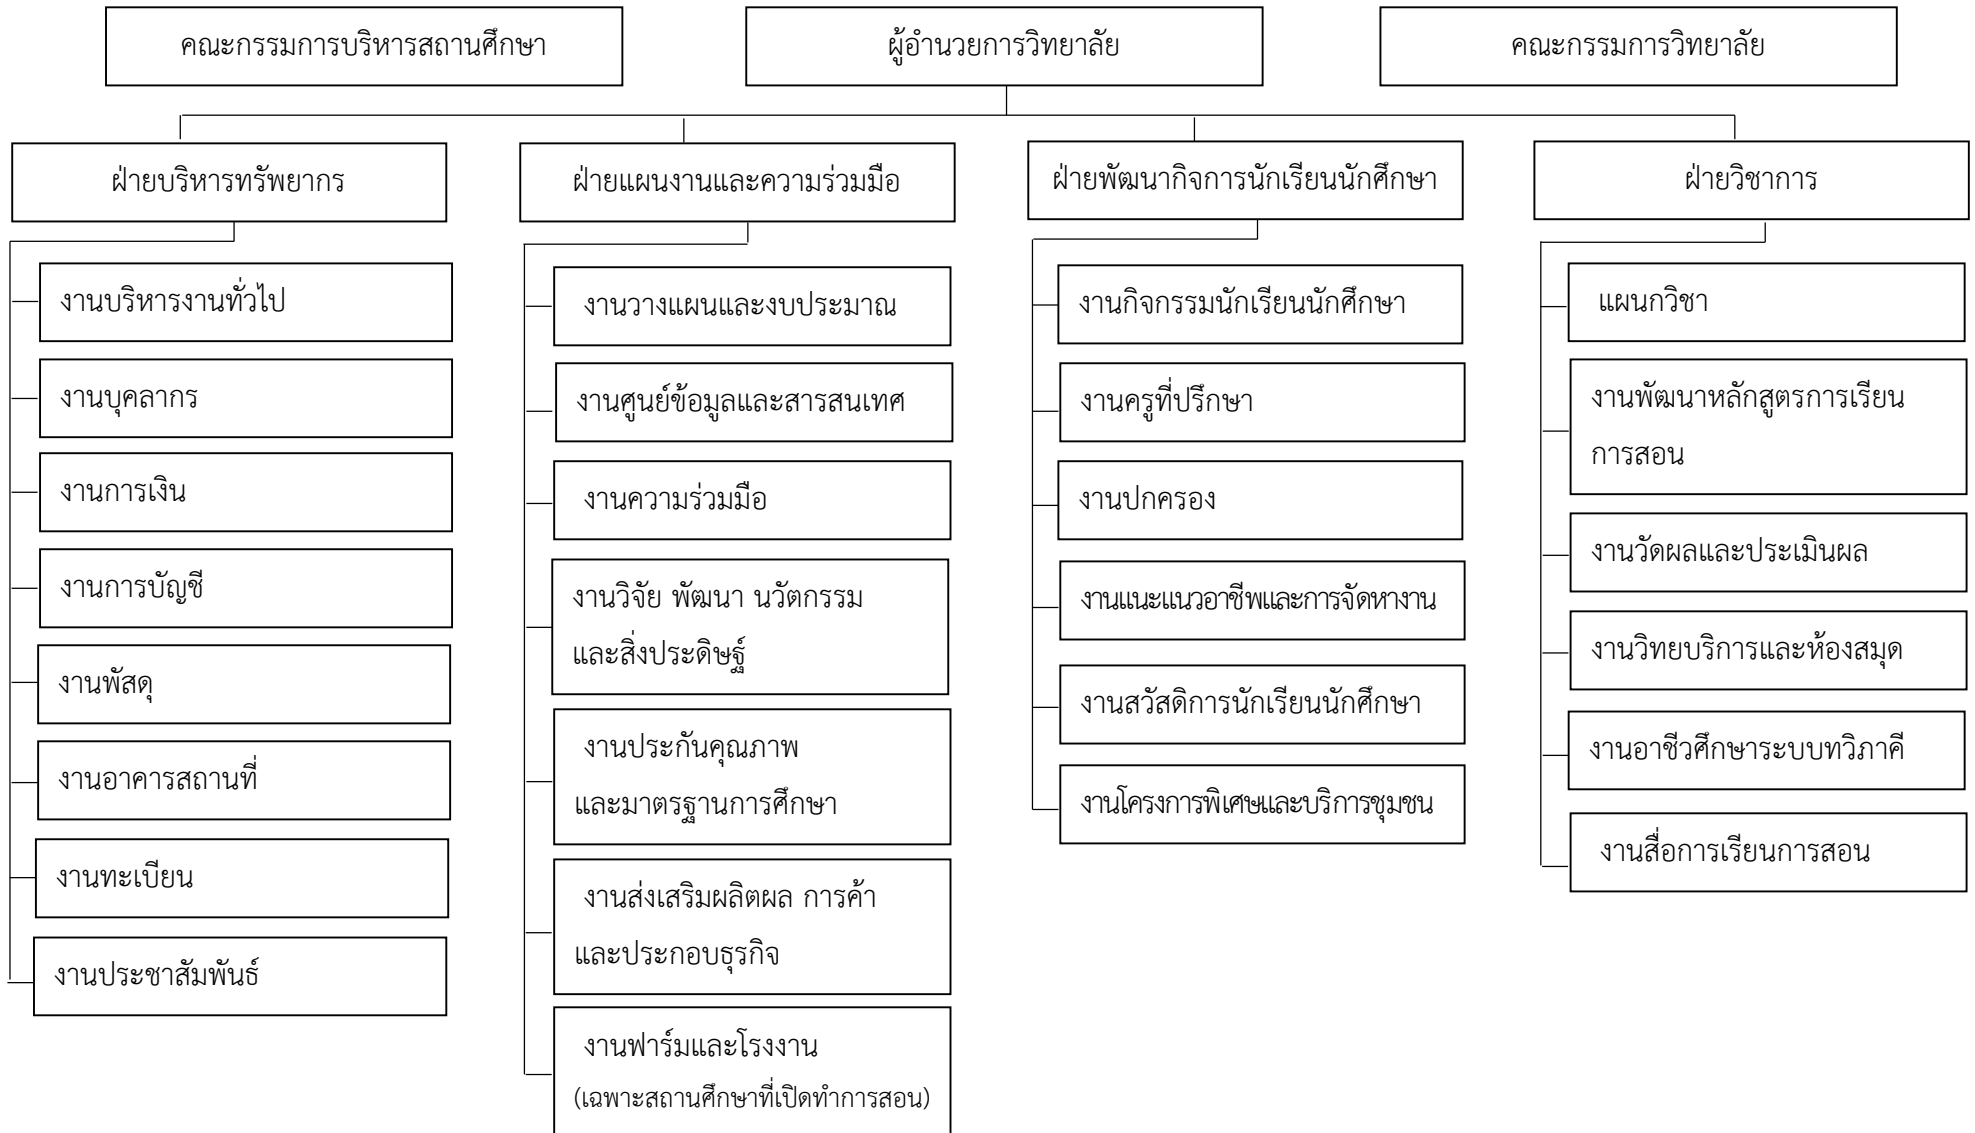 คณะกรรมการบริหารสถานศึกษา
ผู้อำนวยการวิทยาลัย
คณะกรรมการวิทยาลัย
ฝ่ายบริหารทรัพยากร
งานบริหารงานทั่วไป
งานบุคลากร
งานการเงิน
งานการบัญชี
งานพัสดุ
งานอาคารสถานที่
งานทะเบียน
งานประชาสัมพันธ์
ฝ่ายแผนงานและความร่วมมือ
งานวางแผนและงบประมาณ
งานศูนย์ข้อมูลและสารสนเทศ
งานความร่วมมือ
งานวิจัย พัฒนา นวัตกรรม
และสิ่งประดิษฐ์
งานประกันคุณภาพ
และมาตรฐานการศึกษา
งานส่งเสริมผลิตผล การค้า
และประกอบธุรกิจ
งานฟาร์มและโรงงาน
(เฉพาะสถานศึกษาที่เปิดทำการสอน)
ฝ่ายพัฒนากิจการนักเรียนนักศึกษา
งานกิจกรรมนักเรียนนักศึกษา
งานครูที่ปรึกษา
งานปกครอง
งานแนะแนวอาชีพและการจัดหางาน
งานสวัสดิการนักเรียนนักศึกษา
งานโครงการพิเศษและบริการชุมชน
ฝ่ายวิชาการ
แผนกวิชา
งานพัฒนาหลักสูตรการเรียน
การสอน
งานวัดผลและประเมินผล
งานวิทยบริการและห้องสมุด
งานอาชีวศึกษาระบบทวิภาคี
งานสื่อการเรียนการสอน